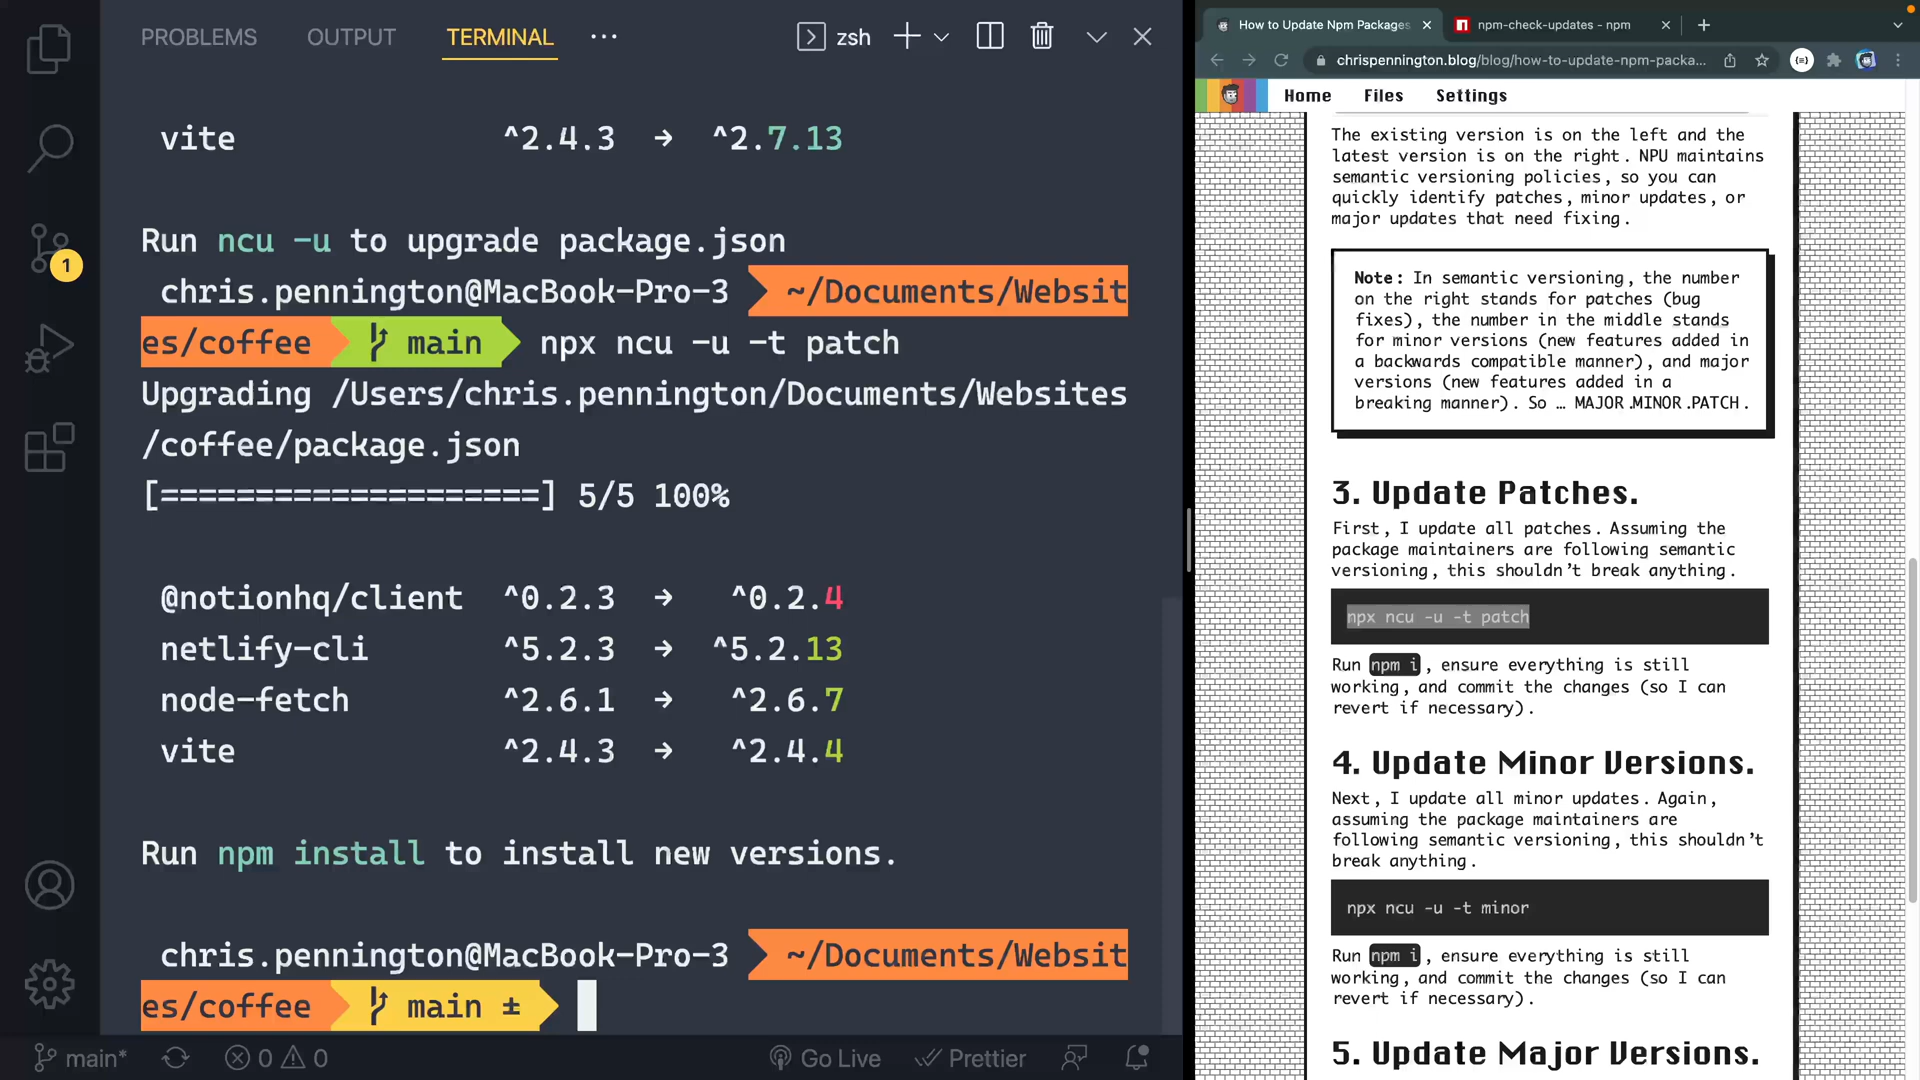 PROBLEMS OUTPUT TERMINAL ...
zsh
vite ^2.4.3 → ^2.7.13
Run ncu -u to upgrade package.json
chris.pennington@MacBook-Pro-3 ~/Documents/Websit
es/coffee main npx ncu -u -t patch
Upgrading /Users/chris.pennington/Documents/Websites
/coffee/package.json
[====================] 5/5 100%
@notionhq/client ^0.2.3 → ^0.2.4
netlify-cli ^5.2.3 → ^5.2.13
node-fetch ^2.6.1 → ^2.6.7
vite ^2.4.3 → ^2.4.4
Run npm install to install new versions.
chris.pennington@MacBook-Pro-3 ~/Documents/Websit
es/coffee main ±
1
main* 0 0 Go Live Prettier
How to Update Npm Packages
npm-check-updates - npm
chrispennington.blog/blog/how-to-update-npm-packa...
Home Files Settings
The existing version is on the left and the
latest version is on the right. NPU maintains
semantic versioning policies, so you can
quickly identify patches, minor updates, or
major updates that need fixing.
Note: In semantic versioning, the number
on the right stands for patches (bug
fixes), the number in the middle stands
for minor versions (new features added in
a backwards compatible manner), and major
versions (new features added in a
breaking manner). So … MAJOR.MINOR.PATCH.
3. Update Patches.
First, I update all patches. Assuming the
package maintainers are following semantic
versioning, this shouldn't break anything.
npx ncu -u -t patch
Run npm i, ensure everything is still
working, and commit the changes (so I can
revert if necessary).
4. Update Minor Versions.
Next, I update all minor updates. Again,
assuming the package maintainers are
following semantic versioning, this shouldn't
break anything.
npx ncu -u -t minor
Run npm i, ensure everything is still
working, and commit the changes (so I can
revert if necessary).
5. Update Major Versions.